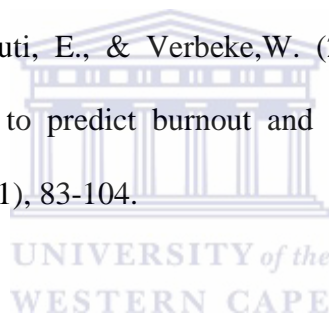 uti, E., & Verbeke,W. (
to predict burnout and
1), 83-104.
UNIVERSITY of the
WESTERN CAPE